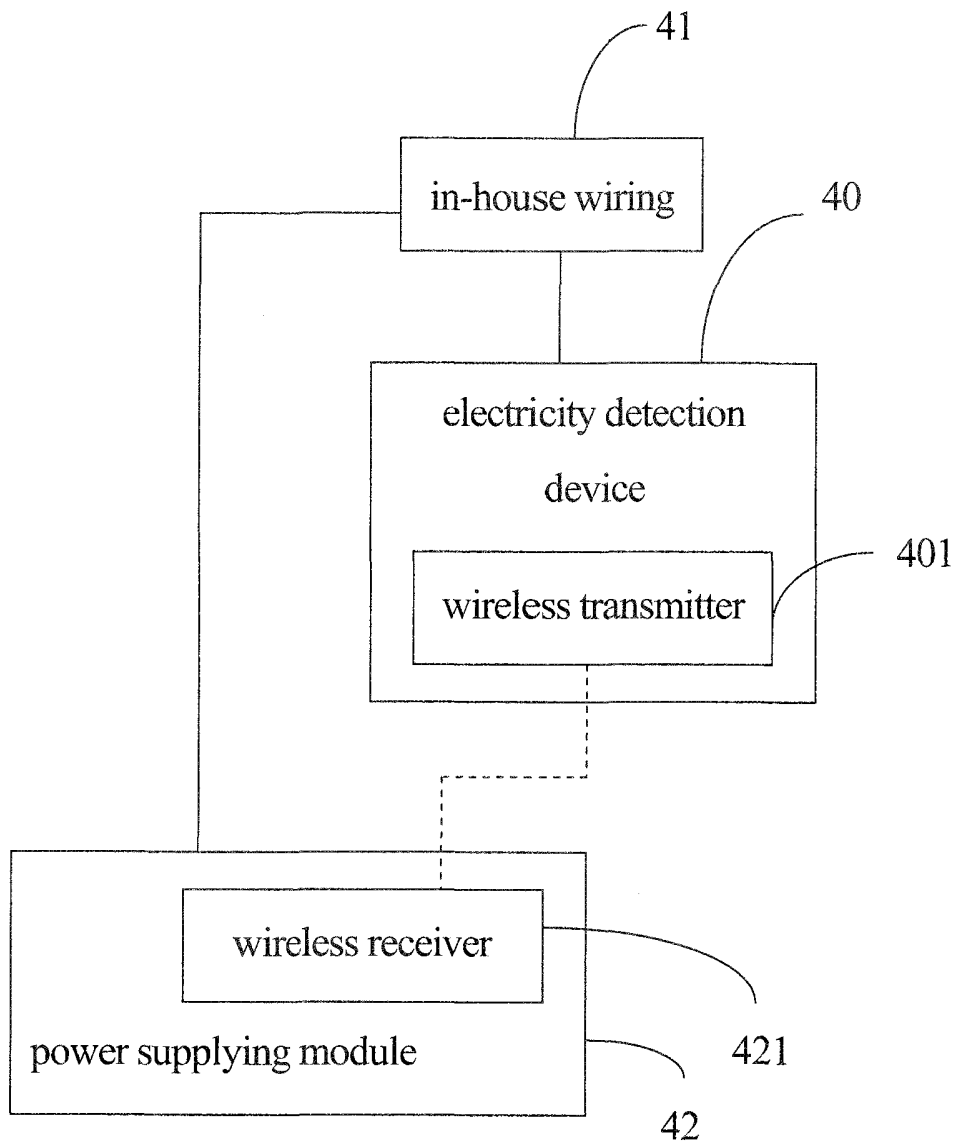 41
in-house wiring
40
electricity detection
device
401
wireless transmitter
wireless receiver
power supplying module
421
42